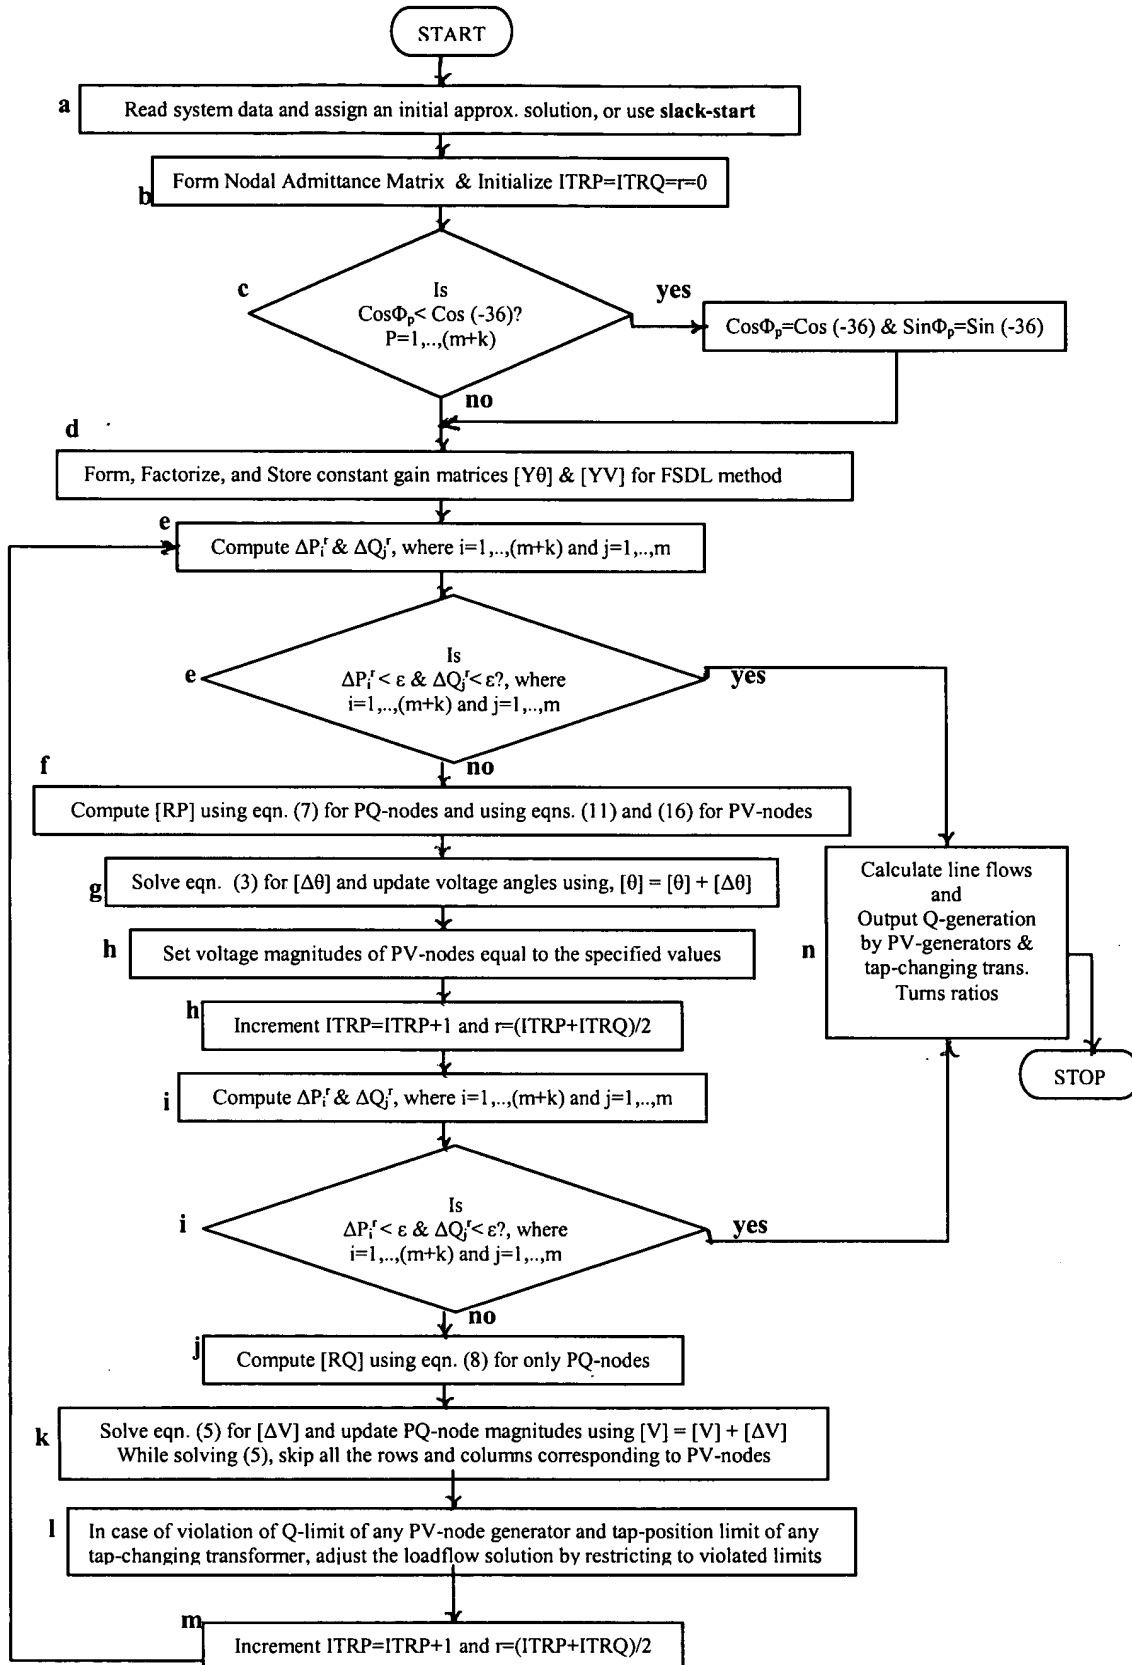 START
a
Read system data and assign an initial approx. solution, or use slack-start
b
Form Nodal Admittance Matrix & Initialize ITRP=ITRQ=r=0
c
Is
CosΦp< Cos (-36)?
P=1,..,(m+k)
yes
CosΦp=Cos (-36) & SinΦp=Sin (-36)
no
d
Form, Factorize, and Store constant gain matrices [Yθ] & [YV] for FSDL method
e
Compute ΔPi^r & ΔQj^r, where i=1,..,(m+k) and j=1,..,m
e
Is
ΔPi^r < ε & ΔQj^r < ε?, where
i=1,..,(m+k) and j=1,..,m
yes
no
f
Compute [RP] using eqn. (7) for PQ-nodes and using eqns. (11) and (16) for PV-nodes
g
Solve eqn. (3) for [Δθ] and update voltage angles using, [θ] = [θ] + [Δθ]
h
Set voltage magnitudes of PV-nodes equal to the specified values
h
Increment ITRP=ITRP+1 and r=(ITRP+ITRQ)/2
i
Compute ΔPi^r & ΔQj^r, where i=1,..,(m+k) and j=1,..,m
i
Is
ΔPi^r < ε & ΔQj^r < ε?, where
i=1,..,(m+k) and j=1,..,m
yes
no
n
Calculate line flows
and
Output Q-generation
by PV-generators &
tap-changing trans.
Turns ratios
STOP
j
Compute [RQ] using eqn. (8) for only PQ-nodes
k
Solve eqn. (5) for [ΔV] and update PQ-node magnitudes using [V] = [V] + [ΔV]
While solving (5), skip all the rows and columns corresponding to PV-nodes
l
In case of violation of Q-limit of any PV-node generator and tap-position limit of any
tap-changing transformer, adjust the loadflow solution by restricting to violated limits
m
Increment ITRP=ITRP+1 and r=(ITRP+ITRQ)/2